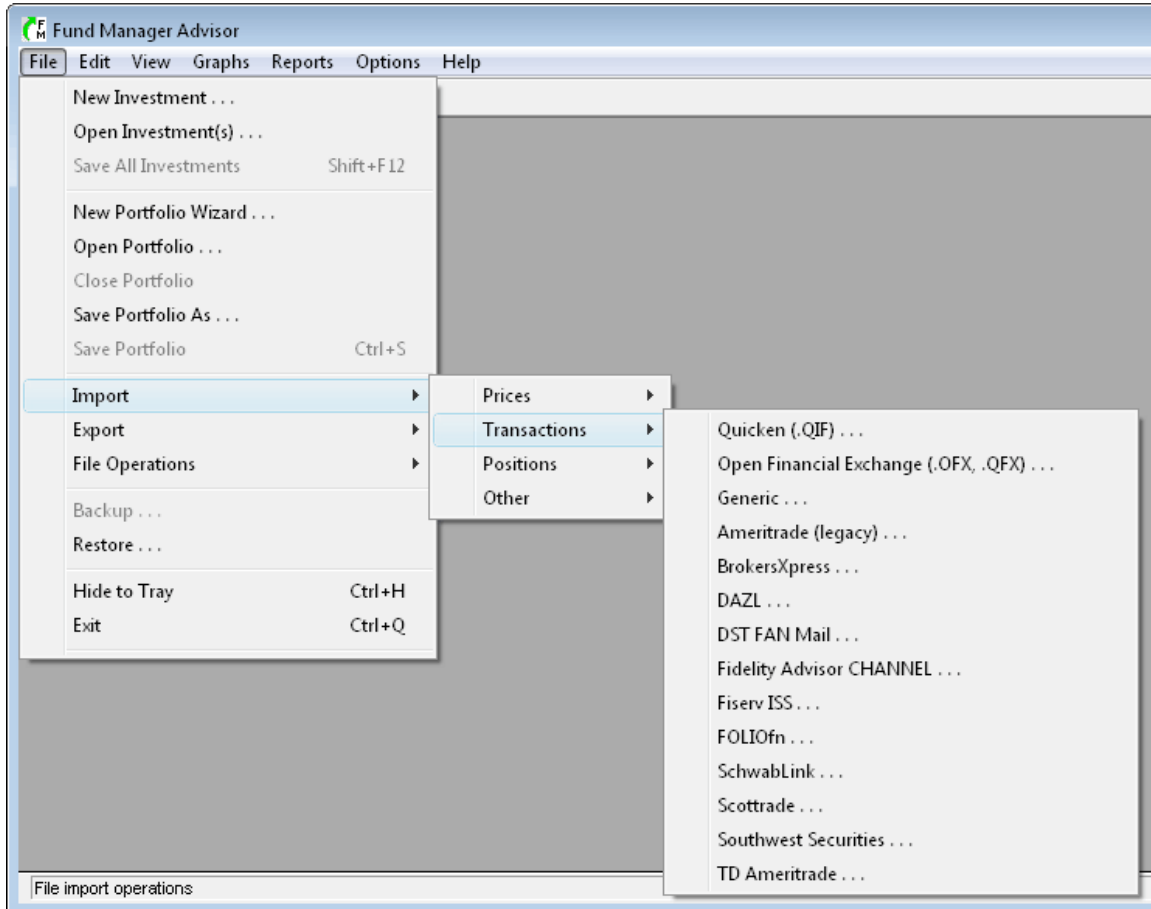 Fund Manager Advisor
File Edit View Graphs Reports Options Help
New Investment . . .
Open Investment(s) . . .
Save All Investments Shift+F12
New Portfolio Wizard . . .
Open Portfolio . . .
Close Portfolio
Save Portfolio As . . .
Save Portfolio Ctrl+S
Import
Export
File Operations
Backup . . .
Restore . . .
Hide to Tray Ctrl+H
Exit Ctrl+Q
Prices
Transactions
Positions
Other
Quicken (.QIF) . . .
Open Financial Exchange (.OFX, .QFX) . . .
Generic . . .
Ameritrade (legacy) . . .
BrokersXpress . . .
DAZL . . .
DST FAN Mail . . .
Fidelity Advisor CHANNEL . . .
Fiserv ISS . . .
FOLIOfn . . .
SchwabLink . . .
Scottrade . . .
Southwest Securities . . .
TD Ameritrade . . .
File import operations